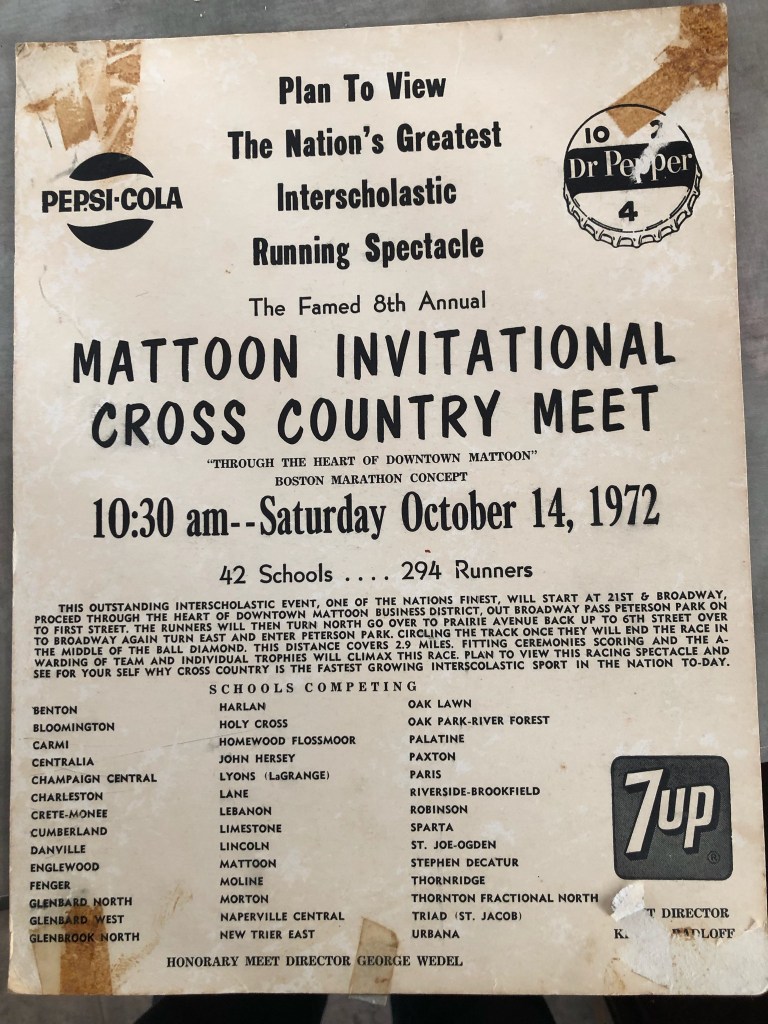 Plan To View
The Nation's Greatest
Interscholastic
Running Spectacle
PEPSI-COLA
10 2
Dr Pepper
4
The Famed 8th Annual
MATTOON INVITATIONAL
CROSS COUNTRY MEET
"THROUGH THE HEART OF DOWNTOWN MATTOON"
BOSTON MARATHON CONCEPT
10:30 am--Saturday October 14, 1972
42 Schools .... 294 Runners
THIS OUTSTANDING INTERSCHOLASTIC EVENT, ONE OF THE NATIONS FINEST, WILL START AT 21ST & BROADWAY,
PROCEED THROUGH THE HEART OF DOWNTOWN MATTOON BUSINESS DISTRICT, OUT BROADWAY PASS PETERSON PARK ON
TO FIRST STREET. THE RUNNERS WILL THEN TURN NORTH GO OVER TO PRAIRIE AVENUE BACK UP TO 6TH STREET OVER
TO BROADWAY AGAIN TURN EAST AND ENTER PETERSON PARK. CIRCLING THE TRACK ONCE THEY WILL END THE RACE IN
THE MIDDLE OF THE BALL DIAMOND. THIS DISTANCE COVERS 2.9 MILES. FITTING CEREMONIES SCORING AND THE A-
WARDING OF TEAM AND INDIVIDUAL TROPHIES WILL CLIMAX THIS RACE. PLAN TO VIEW THIS RACING SPECTACLE AND
SEE FOR YOUR SELF WHY CROSS COUNTRY IS THE FASTEST GROWING INTERSCOLASTIC SPORT IN THE NATION TO-DAY.
SCHOOLS COMPETING
BENTON
BLOOMINGTON
CARMI
CENTRALIA
CHAMPAIGN CENTRAL
CHARLESTON
CRETE-MONEE
CUMBERLAND
DANVILLE
ENGLEWOOD
FENGER
GLENBARD NORTH
GLENBARD WEST
GLENBROOK NORTH
HARLAN
HOLY CROSS
HOMEWOOD FLOSSMOOR
JOHN HERSEY
LYONS (LaGRANGE)
LANE
LEBANON
LIMESTONE
LINCOLN
MATTOON
MOLINE
MORTON
NAPERVILLE CENTRAL
NEW TRIER EAST
OAK LAWN
OAK PARK-RIVER FOREST
PALATINE
PAXTON
PARIS
RIVERSIDE-BROOKFIELD
ROBINSON
SPARTA
ST. JOE-OGDEN
STEPHEN DECATUR
THORNRIDGE
THORNTON FRACTIONAL NORTH
TRIAD (ST. JACOB)
URBANA
7up
®
DIRECTOR
HONORARY MEET DIRECTOR GEORGE WEDEL